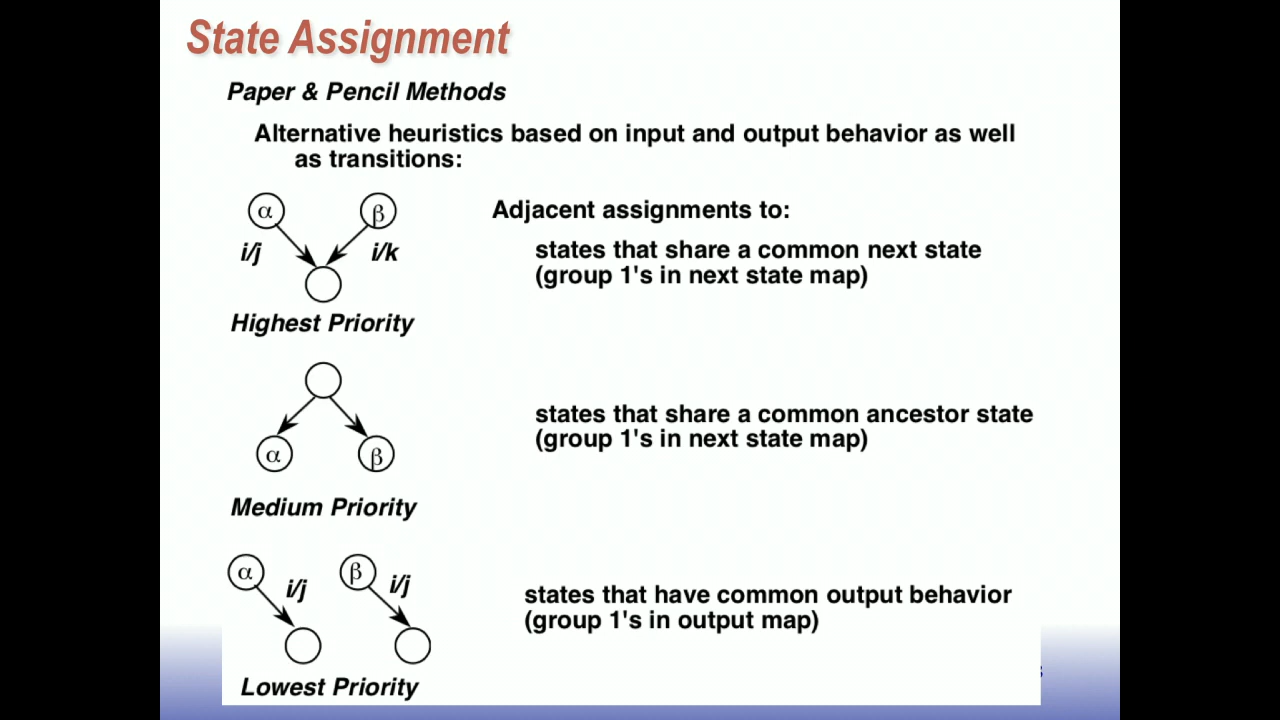 State Assignment
Paper & Pencil Methods
Alternative heuristics based on input and output behavior as well
as transitions:
α β
i/j i/k
Highest Priority
Adjacent assignments to:
states that share a common next state
(group 1's in next state map)
α β
Medium Priority
states that share a common ancestor state
(group 1's in next state map)
α i/j β i/j
Lowest Priority
states that have common output behavior
(group 1's in output map)